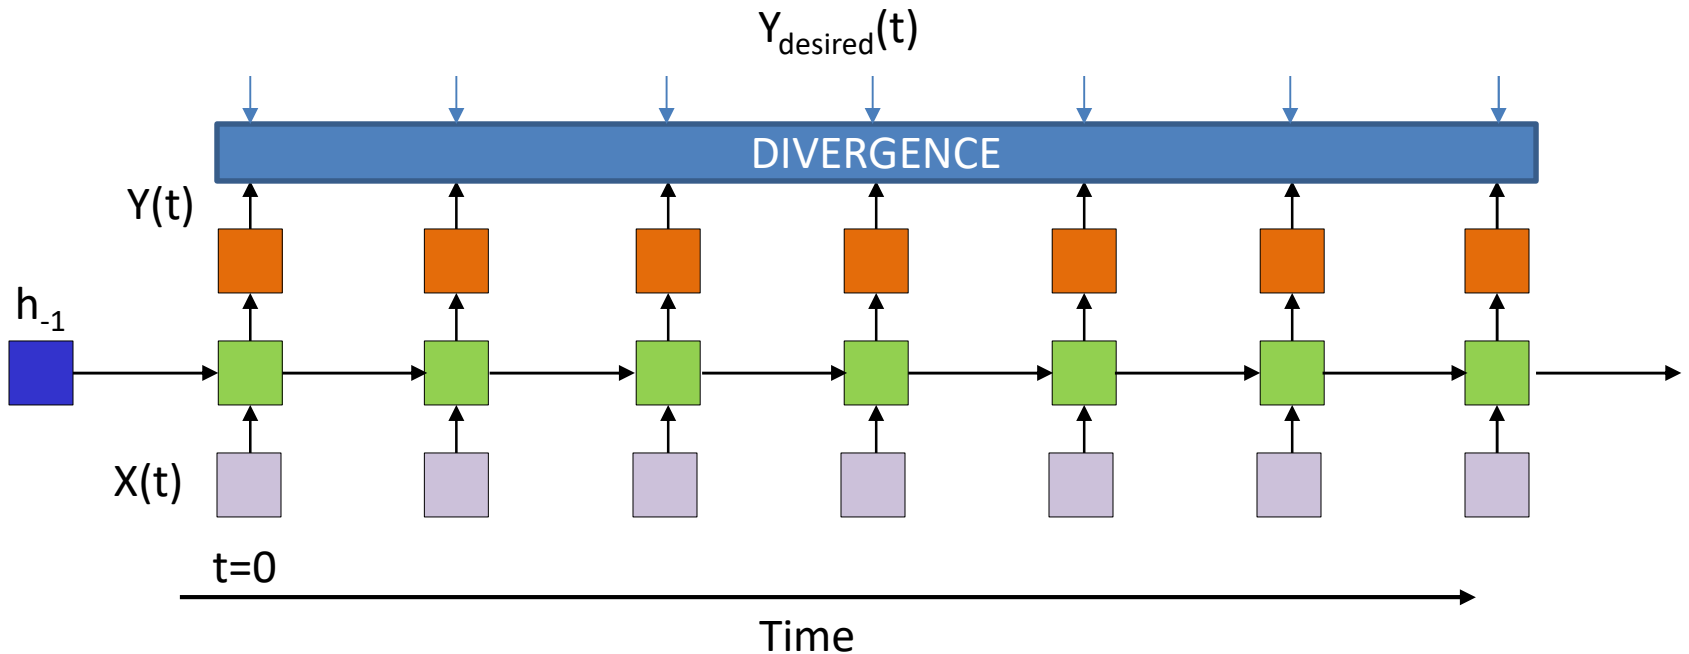 Y_desired(t)
DIVERGENCE
Y(t)
h_-1
X(t)
t=0
Time